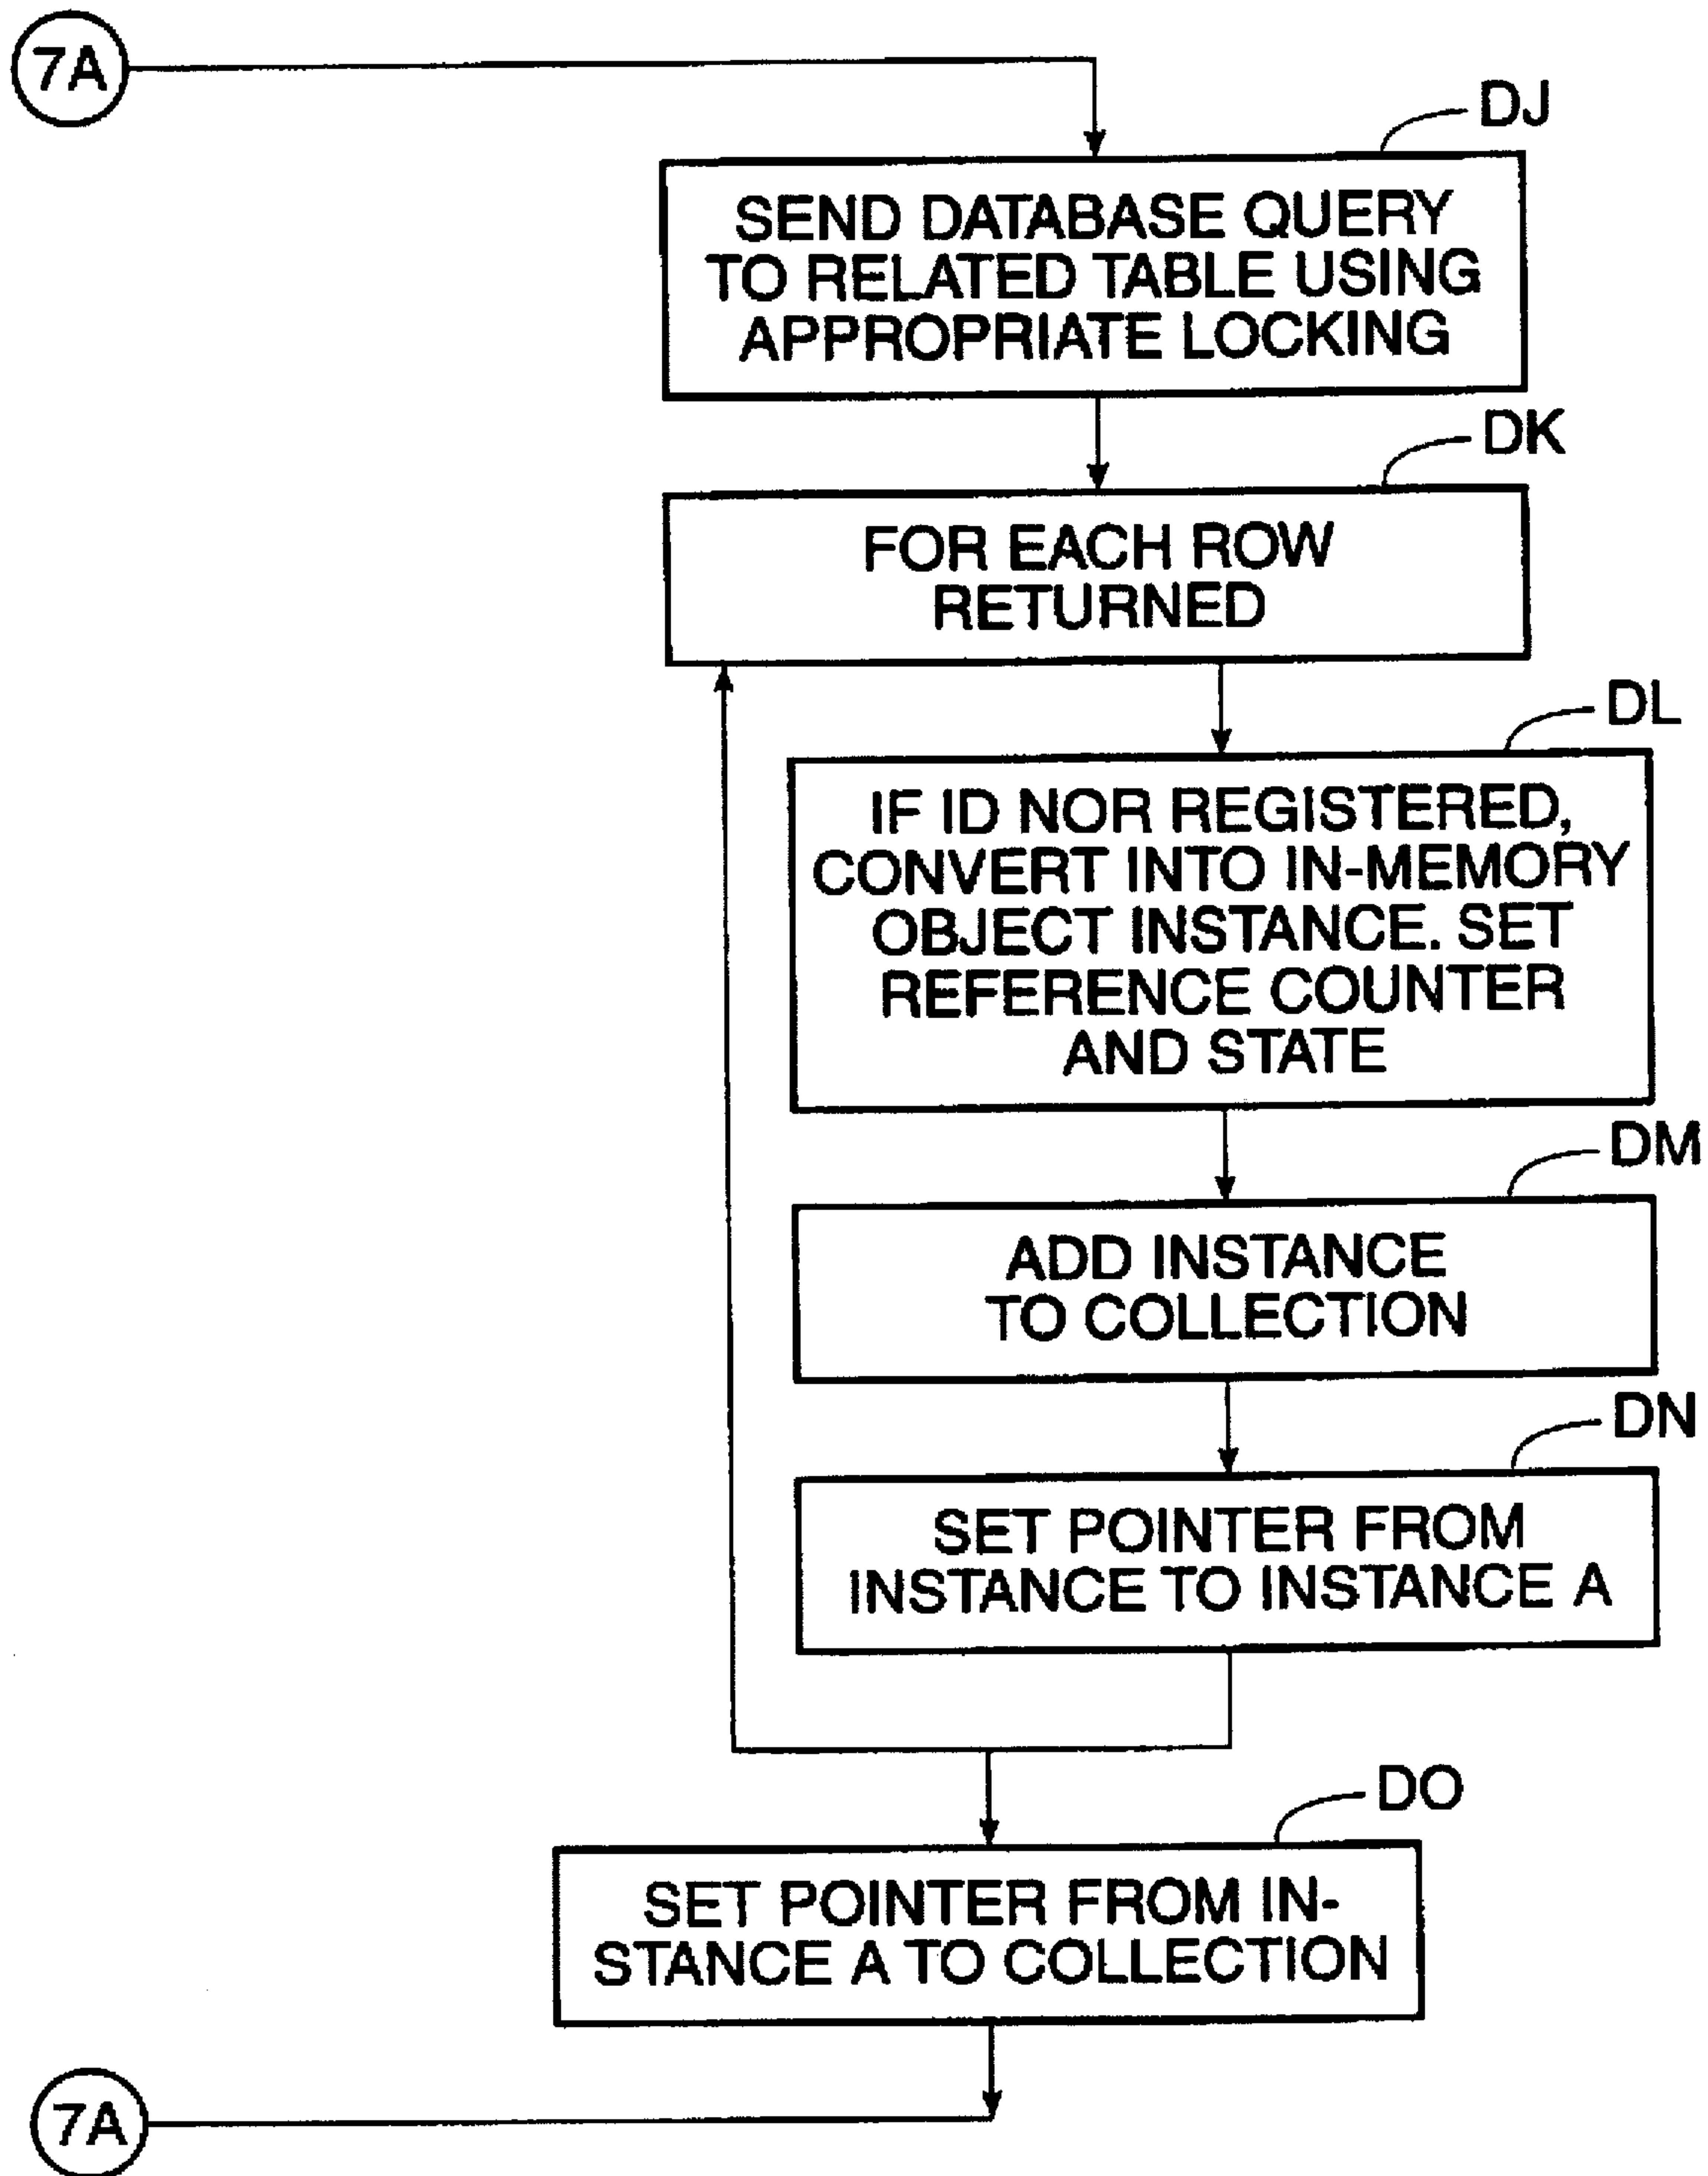 7A
DJ
SEND DATABASE QUERY
TO RELATED TABLE USING
APPROPRIATE LOCKING
DK
FOR EACH ROW
RETURNED
DL
IF ID NOR REGISTERED,
CONVERT INTO IN-MEMORY
OBJECT INSTANCE. SET
REFERENCE COUNTER
AND STATE
DM
ADD INSTANCE
TO COLLECTION
DN
SET POINTER FROM
INSTANCE TO INSTANCE A
DO
SET POINTER FROM IN-
STANCE A TO COLLECTION
7A